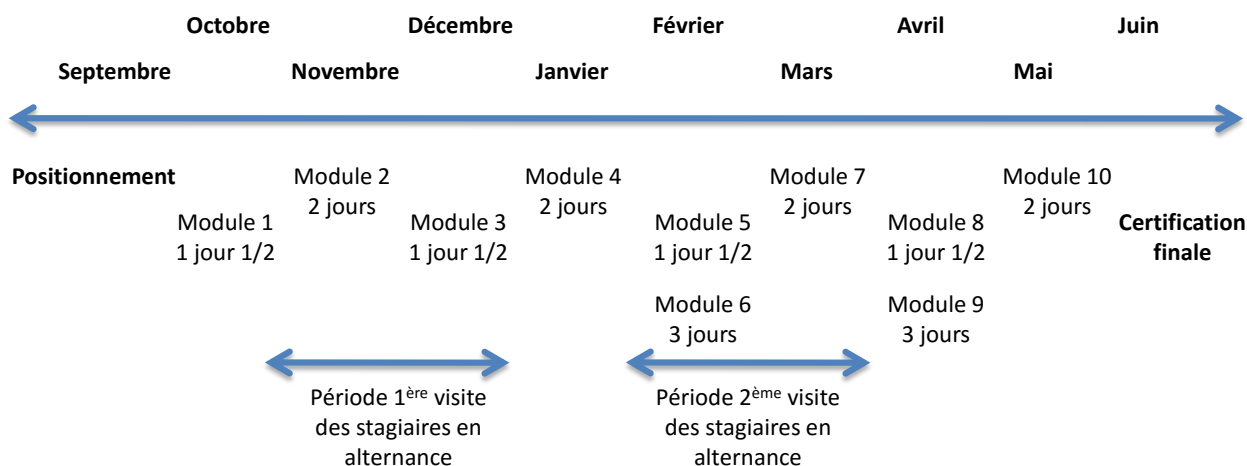 Octobre Décembre Février Avril Juin
Septembre Novembre Janvier Mars Mai
Positionnement
Module 1
1 jour 1/2
Module 2
2 jours
Module 3
1 jour 1/2
Module 4
2 jours
Module 5
1 jour 1/2
Module 6
3 jours
Module 7
2 jours
Module 8
1 jour 1/2
Module 9
3 jours
Module 10
2 jours
Certification
finale
Période 1ère visite
des stagiaires en
alternance
Période 2ème visite
des stagiaires en
alternance